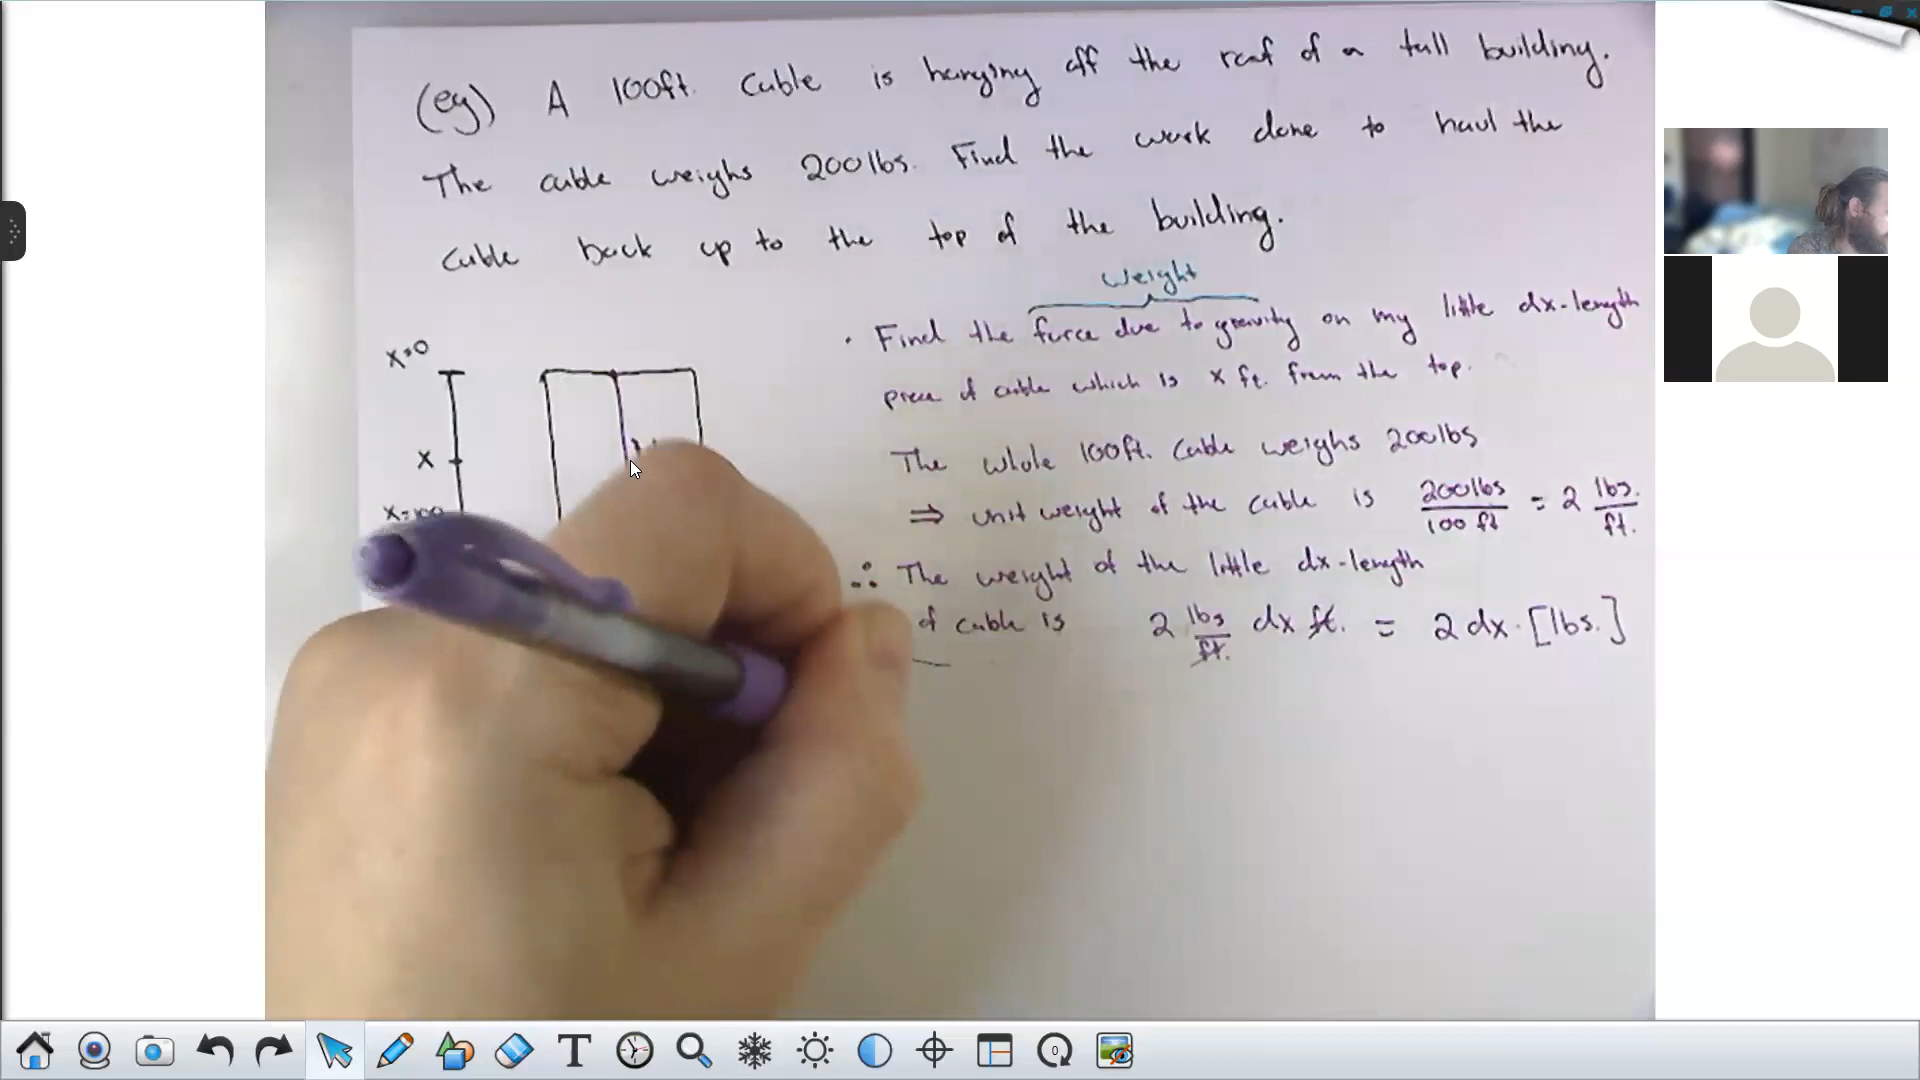 (eg) A 100ft. Cable is hanging off the roof of a tall building.
The cable weighs 200lbs. Find the work done to haul the
cable back up to the top of the building.
Weight
• Find the force due to gravity on my little dx-length
piece of cable which is x ft. from the top.
The whole 100ft. Cable weighs 200lbs
⇒ unit weight of the cable is 200lbs/100 ft = 2 lbs./ft.
∴ The weight of the little dx-length
of cable is 2 lbs/ft. dx ft. = 2 dx · [lbs.]
x=0
x
x=100
T
0